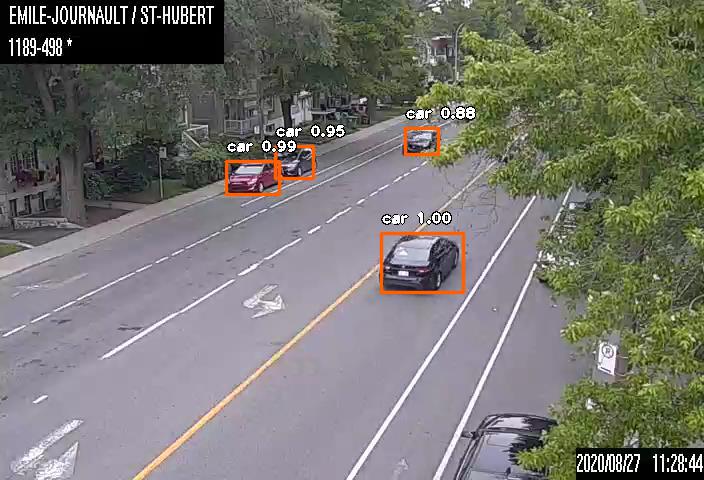 EMILE-JOURNAULT / ST-HUBERT
1189-498 *
car 0.88
car 0.95
car 0.99
car 1.00
2020/08/27 11:28:44